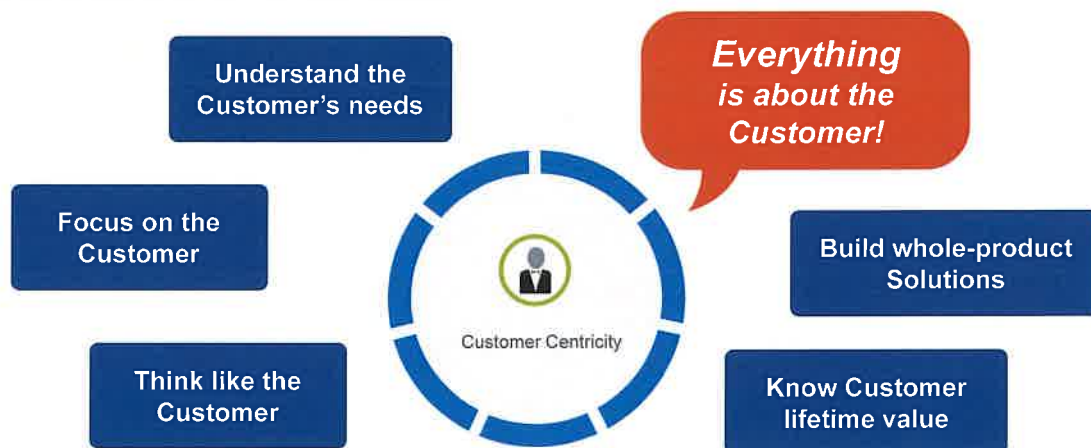 Understand the
Customer's needs
Everything
is about the
Customer!
Focus on the
Customer
Build whole-product
Solutions
Customer Centricity
Think like the
Customer
Know Customer
lifetime value